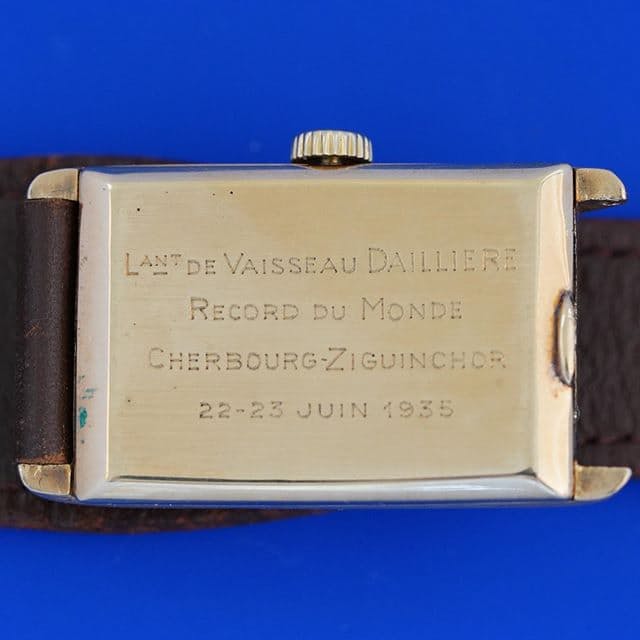 LANT DE VAISSEAU DAILLIERE
RECORD DU MONDE
CHERBOURG-ZIGUINCHOR
22-23 JUIN 1935